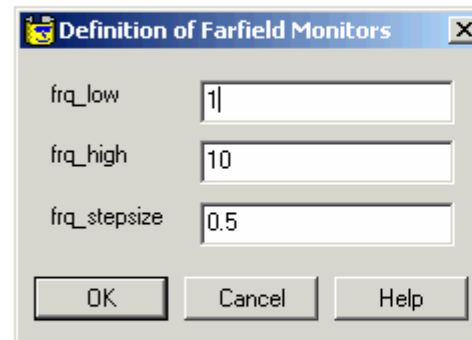 Definition of Farfield Monitors
frq_low 1
frq_high 10
frq_stepsize 0.5
OK Cancel Help